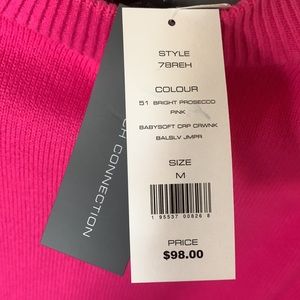 STYLE
78REH
COLOUR
51 BRIGHT PROSECCO
PINK
BABYSOFT CRP CRWNK
BALSLV JMPR
SIZE
M
1 95537 00826 8
PRICE
$98.00
CONNECTION